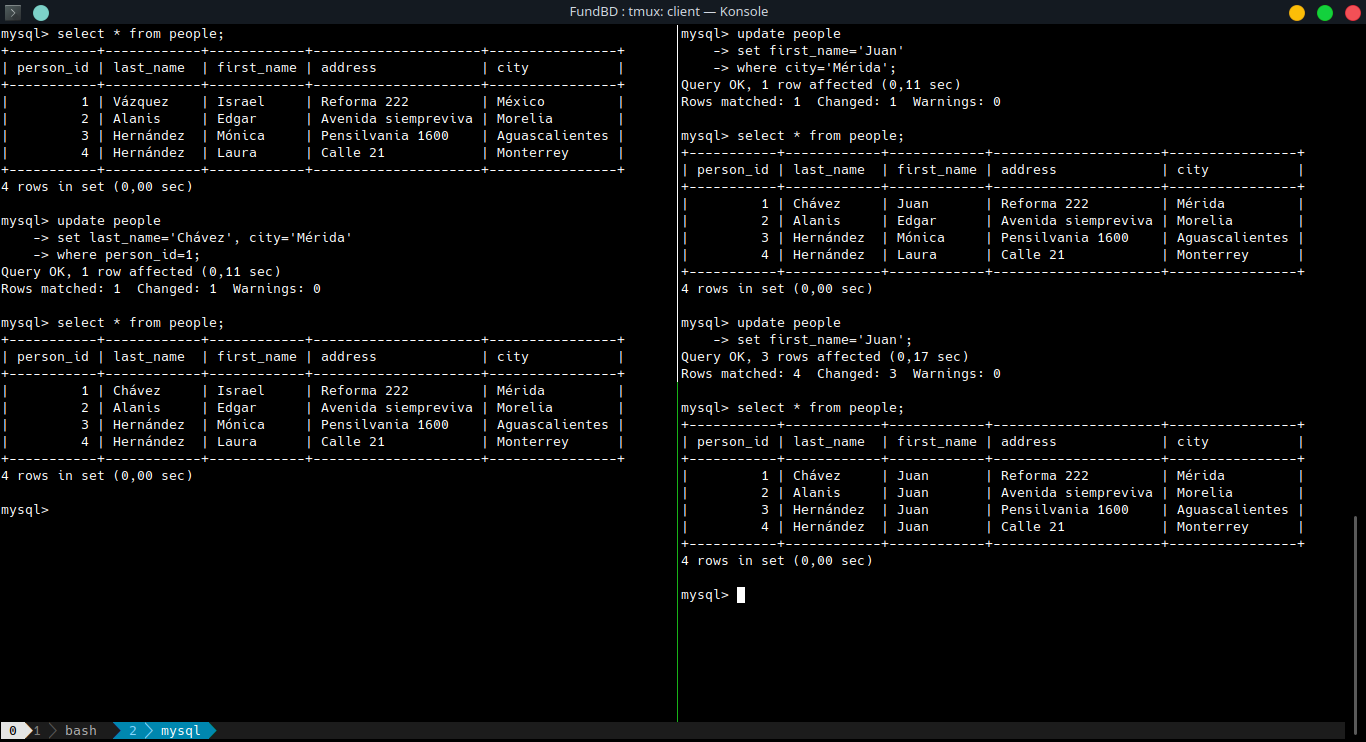 FundBD : tmux: client — Konsole
mysql> select * from people;
+-----------+------------+------------+---------------------+----------------+
| person_id | last_name  | first_name | address             | city           |
+-----------+------------+------------+---------------------+----------------+
|         1 | Vázquez    | Israel     | Reforma 222         | México         |
|         2 | Alanis     | Edgar      | Avenida siempreviva | Morelia        |
|         3 | Hernández  | Mónica     | Pensilvania 1600    | Aguascalientes |
|         4 | Hernández  | Laura      | Calle 21            | Monterrey      |
+-----------+------------+------------+---------------------+----------------+
4 rows in set (0,00 sec)

mysql> update people
    -> set last_name='Chávez', city='Mérida'
    -> where person_id=1;
Query OK, 1 row affected (0,11 sec)
Rows matched: 1  Changed: 1  Warnings: 0

mysql> select * from people;
+-----------+------------+------------+---------------------+----------------+
| person_id | last_name  | first_name | address             | city           |
+-----------+------------+------------+---------------------+----------------+
|         1 | Chávez     | Israel     | Reforma 222         | Mérida         |
|         2 | Alanis     | Edgar      | Avenida siempreviva | Morelia        |
|         3 | Hernández  | Mónica     | Pensilvania 1600    | Aguascalientes |
|         4 | Hernández  | Laura      | Calle 21            | Monterrey      |
+-----------+------------+------------+---------------------+----------------+
4 rows in set (0,00 sec)

mysql>
mysql> update people
    -> set first_name='Juan'
    -> where city='Mérida';
Query OK, 1 row affected (0,11 sec)
Rows matched: 1  Changed: 1  Warnings: 0

mysql> select * from people;
+-----------+------------+------------+---------------------+----------------+
| person_id | last_name  | first_name | address             | city           |
+-----------+------------+------------+---------------------+----------------+
|         1 | Chávez     | Juan       | Reforma 222         | Mérida         |
|         2 | Alanis     | Edgar      | Avenida siempreviva | Morelia        |
|         3 | Hernández  | Mónica     | Pensilvania 1600    | Aguascalientes |
|         4 | Hernández  | Laura      | Calle 21            | Monterrey      |
+-----------+------------+------------+---------------------+----------------+
4 rows in set (0,00 sec)

mysql> update people
    -> set first_name='Juan';
Query OK, 3 rows affected (0,17 sec)
Rows matched: 4  Changed: 3  Warnings: 0

mysql> select * from people;
+-----------+------------+------------+---------------------+----------------+
| person_id | last_name  | first_name | address             | city           |
+-----------+------------+------------+---------------------+----------------+
|         1 | Chávez     | Juan       | Reforma 222         | Mérida         |
|         2 | Alanis     | Juan       | Avenida siempreviva | Morelia        |
|         3 | Hernández  | Juan       | Pensilvania 1600    | Aguascalientes |
|         4 | Hernández  | Juan       | Calle 21            | Monterrey      |
+-----------+------------+------------+---------------------+----------------+
4 rows in set (0,00 sec)

mysql>
0 1 bash 2 mysql